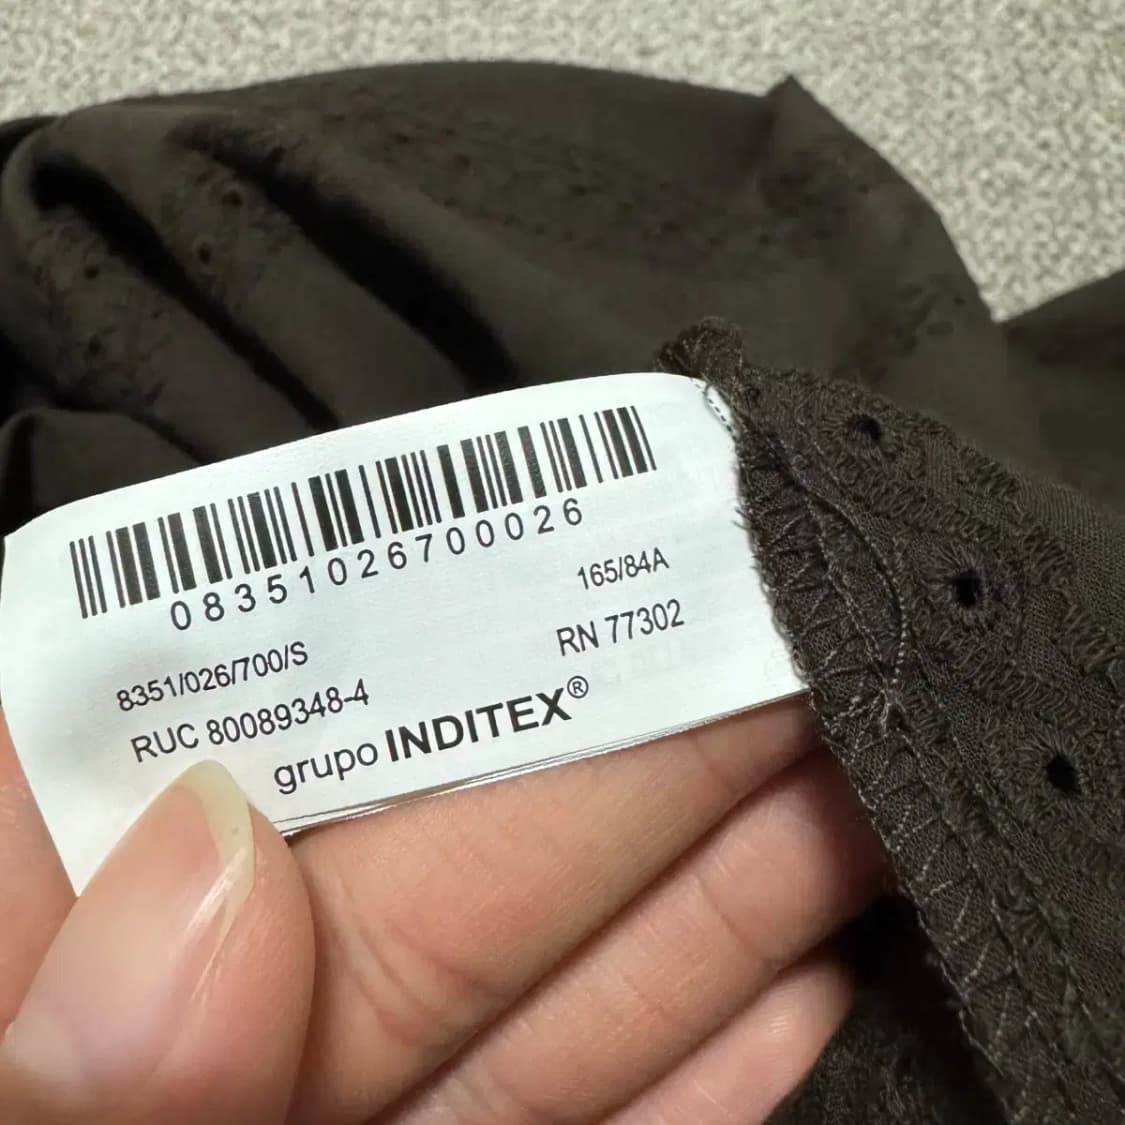 08351026700026
165/84A
8351/026/700/S
RN 77302
RUC 80089348-4
grupo INDITEX®